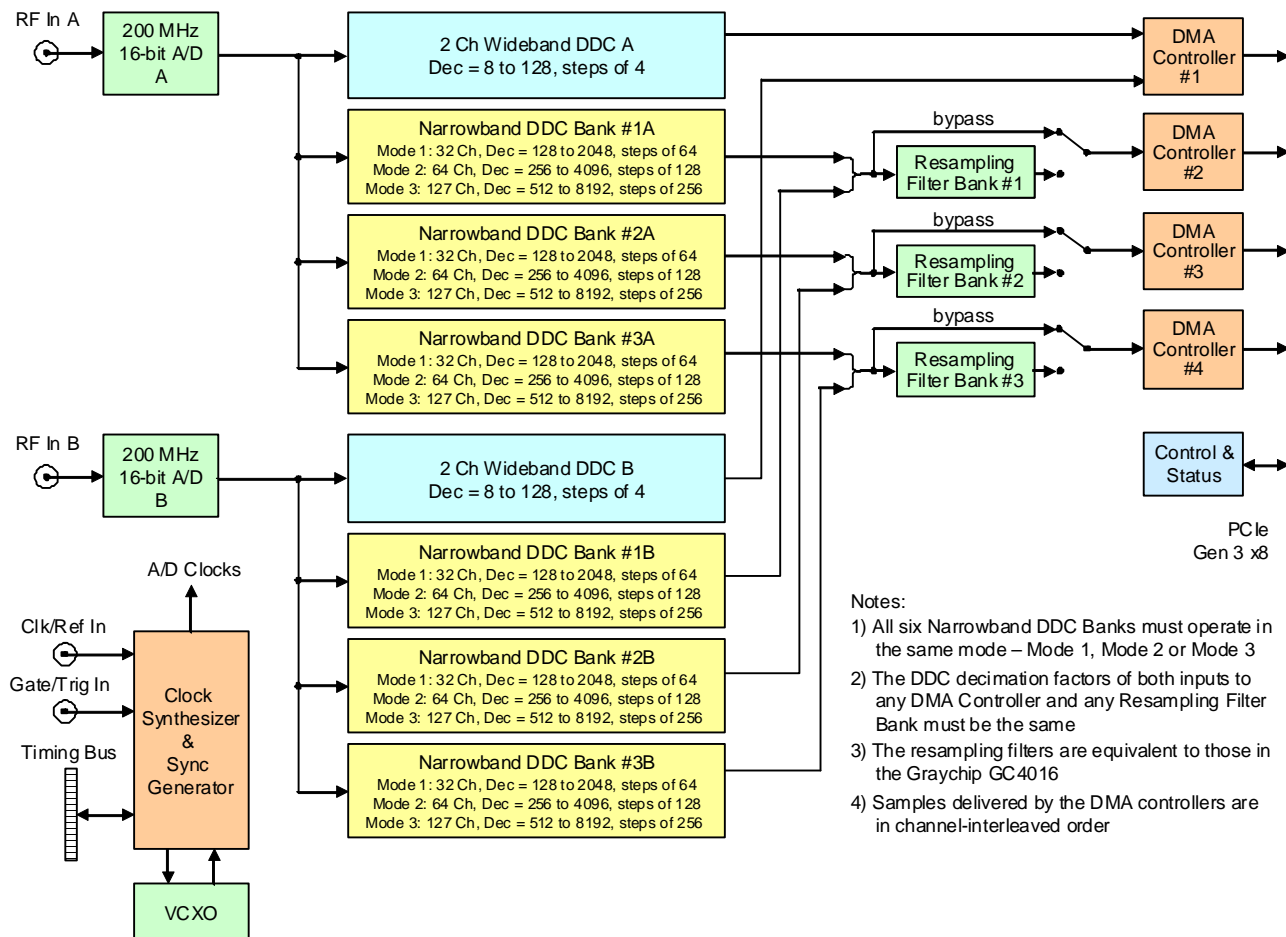 RF In A
200 MHz
16-bit A/D
A
2 Ch Wideband DDC A
Dec = 8 to 128, steps of 4
DMA
Controller
#1
Narrowband DDC Bank #1A
Mode 1: 32 Ch, Dec = 128 to 2048, steps of 64
Mode 2: 64 Ch, Dec = 256 to 4096, steps of 128
Mode 3: 127 Ch, Dec = 512 to 8192, steps of 256
bypass
Resampling
Filter Bank #1
DMA
Controller
#2
Narrowband DDC Bank #2A
Mode 1: 32 Ch, Dec = 128 to 2048, steps of 64
Mode 2: 64 Ch, Dec = 256 to 4096, steps of 128
Mode 3: 127 Ch, Dec = 512 to 8192, steps of 256
bypass
Resampling
Filter Bank #2
DMA
Controller
#3
Narrowband DDC Bank #3A
Mode 1: 32 Ch, Dec = 128 to 2048, steps of 64
Mode 2: 64 Ch, Dec = 256 to 4096, steps of 128
Mode 3: 127 Ch, Dec = 512 to 8192, steps of 256
bypass
Resampling
Filter Bank #3
DMA
Controller
#4
RF In B
200 MHz
16-bit A/D
B
2 Ch Wideband DDC B
Dec = 8 to 128, steps of 4
Control &
Status
PCIe
Gen 3 x8
Narrowband DDC Bank #1B
Mode 1: 32 Ch, Dec = 128 to 2048, steps of 64
Mode 2: 64 Ch, Dec = 256 to 4096, steps of 128
Mode 3: 127 Ch, Dec = 512 to 8192, steps of 256
Narrowband DDC Bank #2B
Mode 1: 32 Ch, Dec = 128 to 2048, steps of 64
Mode 2: 64 Ch, Dec = 256 to 4096, steps of 128
Mode 3: 127 Ch, Dec = 512 to 8192, steps of 256
Narrowband DDC Bank #3B
Mode 1: 32 Ch, Dec = 128 to 2048, steps of 64
Mode 2: 64 Ch, Dec = 256 to 4096, steps of 128
Mode 3: 127 Ch, Dec = 512 to 8192, steps of 256
A/D Clocks
Clk/Ref In
Gate/Trig In
Timing Bus
Clock
Synthesizer
&
Sync
Generator
VCXO
Notes:
1) All six Narrowband DDC Banks must operate in
the same mode – Mode 1, Mode 2 or Mode 3
2) The DDC decimation factors of both inputs to
any DMA Controller and any Resampling Filter
Bank must be the same
3) The resampling filters are equivalent to those in
the Graychip GC4016
4) Samples delivered by the DMA controllers are
in channel-interleaved order